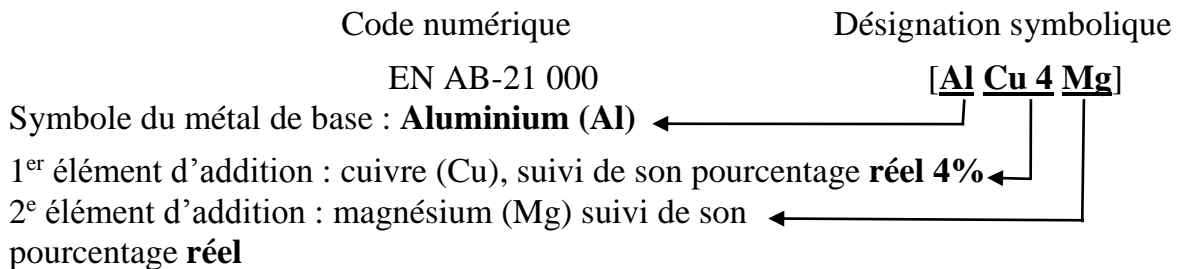 Code numérique Désignation symbolique
EN AB-21 000 [Al Cu 4 Mg]
Symbole du métal de base : Aluminium (Al)
1er élément d’addition : cuivre (Cu), suivi de son pourcentage réel 4%
2e élément d’addition : magnésium (Mg) suivi de son
pourcentage réel